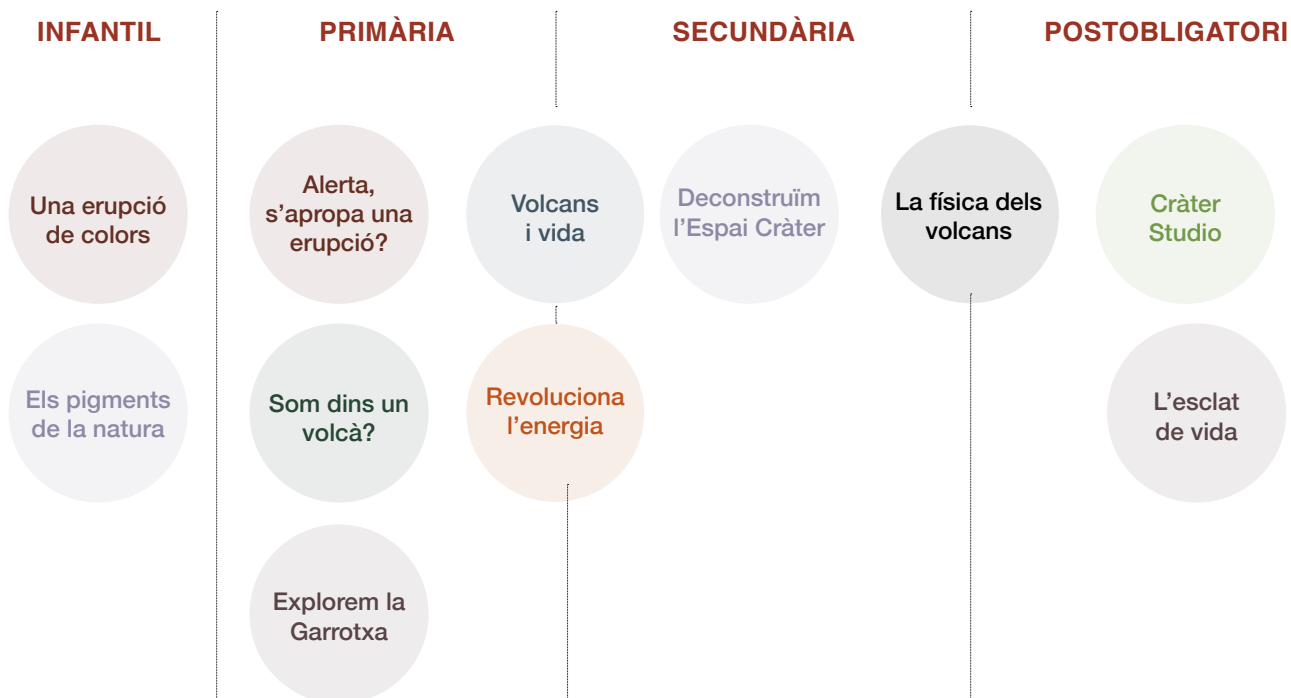 INFANTIL
PRIMÀRIA
SECUNDÀRIA
POSTOBLIGATORI
Una erupció
de colors
Alerta,
s’apropa una
erupció?
Volcans
i vida
Deconstruïm
l’Espai Cràter
La física dels
volcans
Cràter
Studio
Els pigments
de la natura
Som dins un
volcà?
Revoluciona
l’energia
L’esclat
de vida
Explorem la
Garrotxa